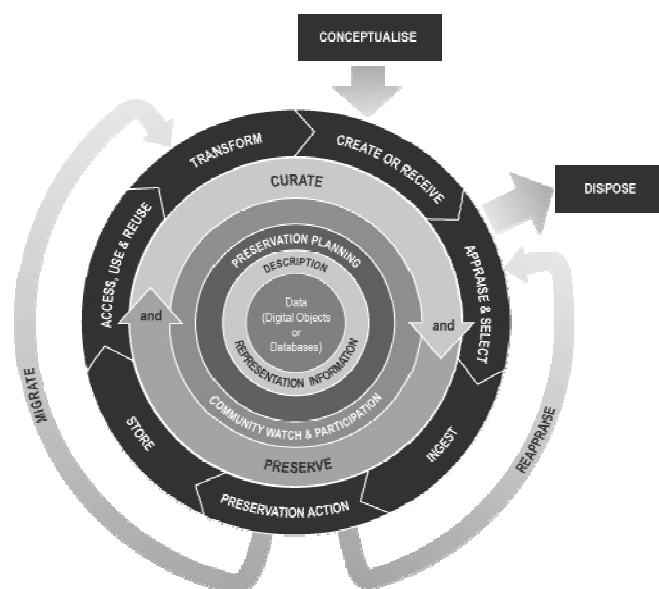 CONCEPTUALISE
CREATE OR RECEIVE
DISPOSE
APPRAISE & SELECT
INGEST
PRESERVATION ACTION
STORE
ACCESS, USE & REUSE
TRANSFORM
MIGRATE
REAPPRAISE
CURATE
and
PRESERVE
and
COMMUNITY WATCH & PARTICIPATION
PRESERVATION PLANNING
DESCRIPTION
REPRESENTATION INFORMATION
Data
(Digital Objects
or
Databases)